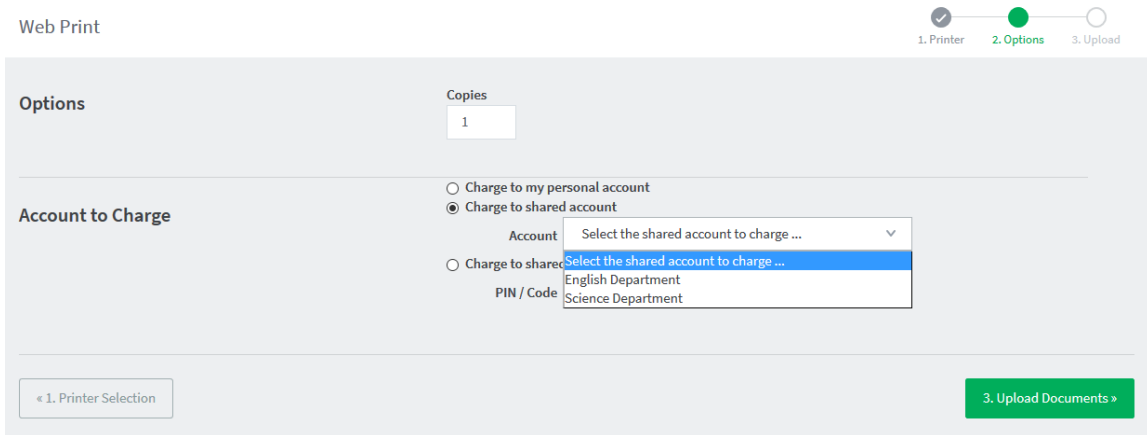 Web Print
1. Printer
2. Options
3. Upload
Options
Copies
1
Account to Charge
Charge to my personal account
Charge to shared account
Account
Select the shared account to charge ...
Charge to shared
Select the shared account to charge ...
English Department
PIN / Code
Science Department
« 1. Printer Selection
3. Upload Documents »